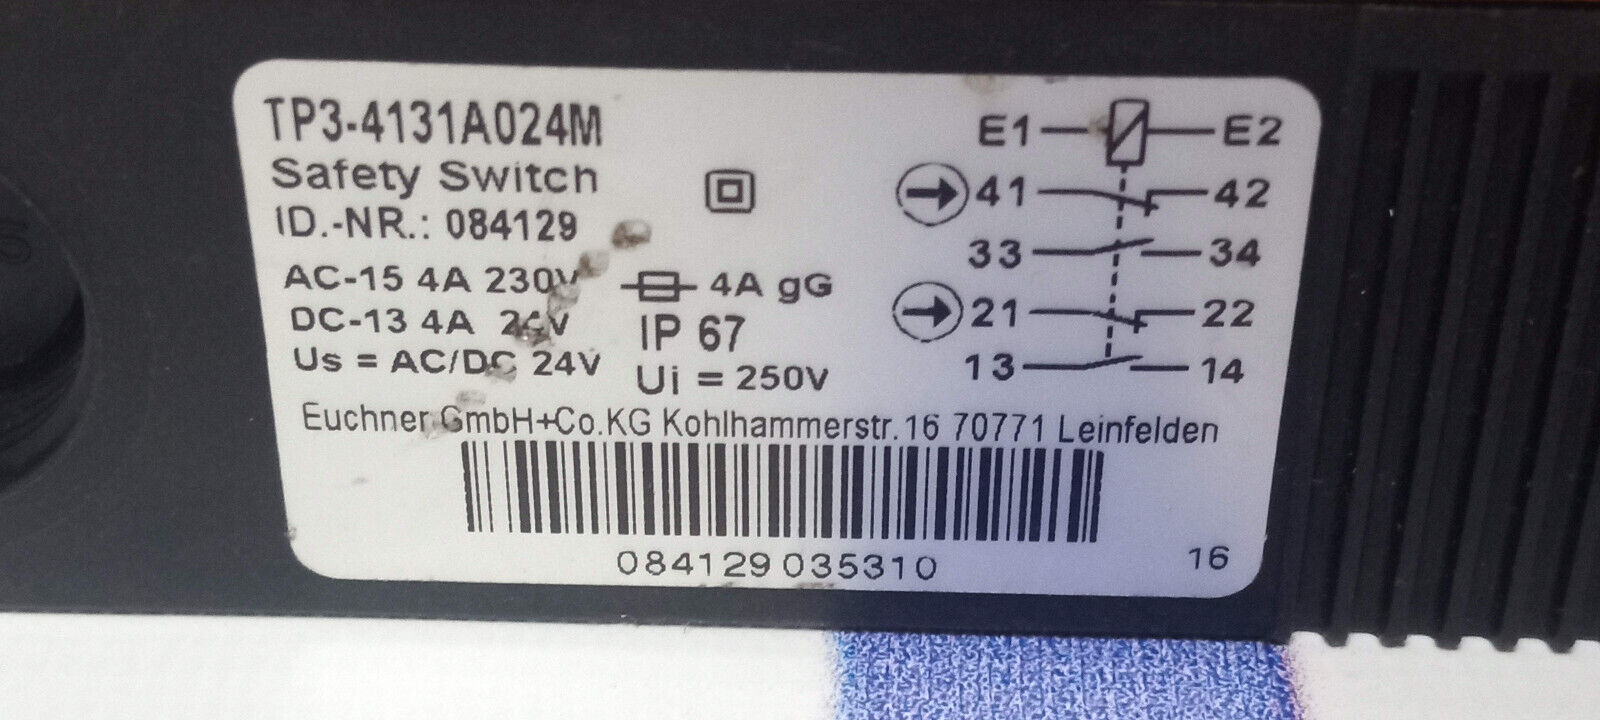 TP3-4131A024M
Safety Switch
ID.-NR.: 084129
AC-15 4A 230V
DC-13 4A 24V
Us = AC/DC 24V
4A gG
IP 67
Ui = 250V
E1 E2
41 42
33 34
21 22
13 14
Euchner GmbH+Co.KG Kohlhammerstr. 16 70771 Leinfelden
084129 035310
16